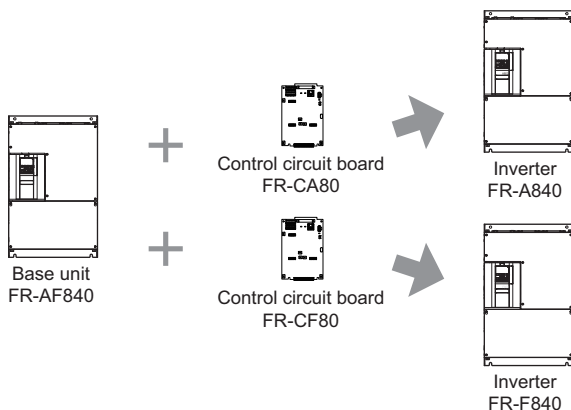 Control circuit board
FR-CA80
Inverter
FR-A840
Base unit
FR-AF840
Control circuit board
FR-CF80
Inverter
FR-F840